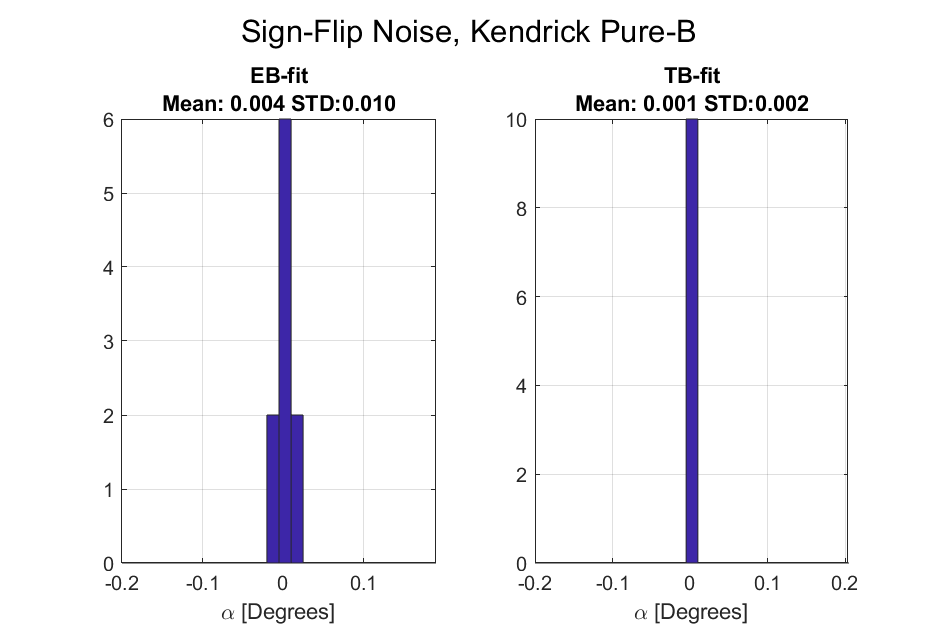 Sign-Flip Noise, Kendrick Pure-B
EB-fit
Mean: 0.004 STD:0.010
6
5
4
3
2
1
0
-0.2 -0.1 0 0.1
α [Degrees]
TB-fit
Mean: 0.001 STD:0.002
10
8
6
4
2
0
-0.2 -0.1 0 0.1 0.2
α [Degrees]